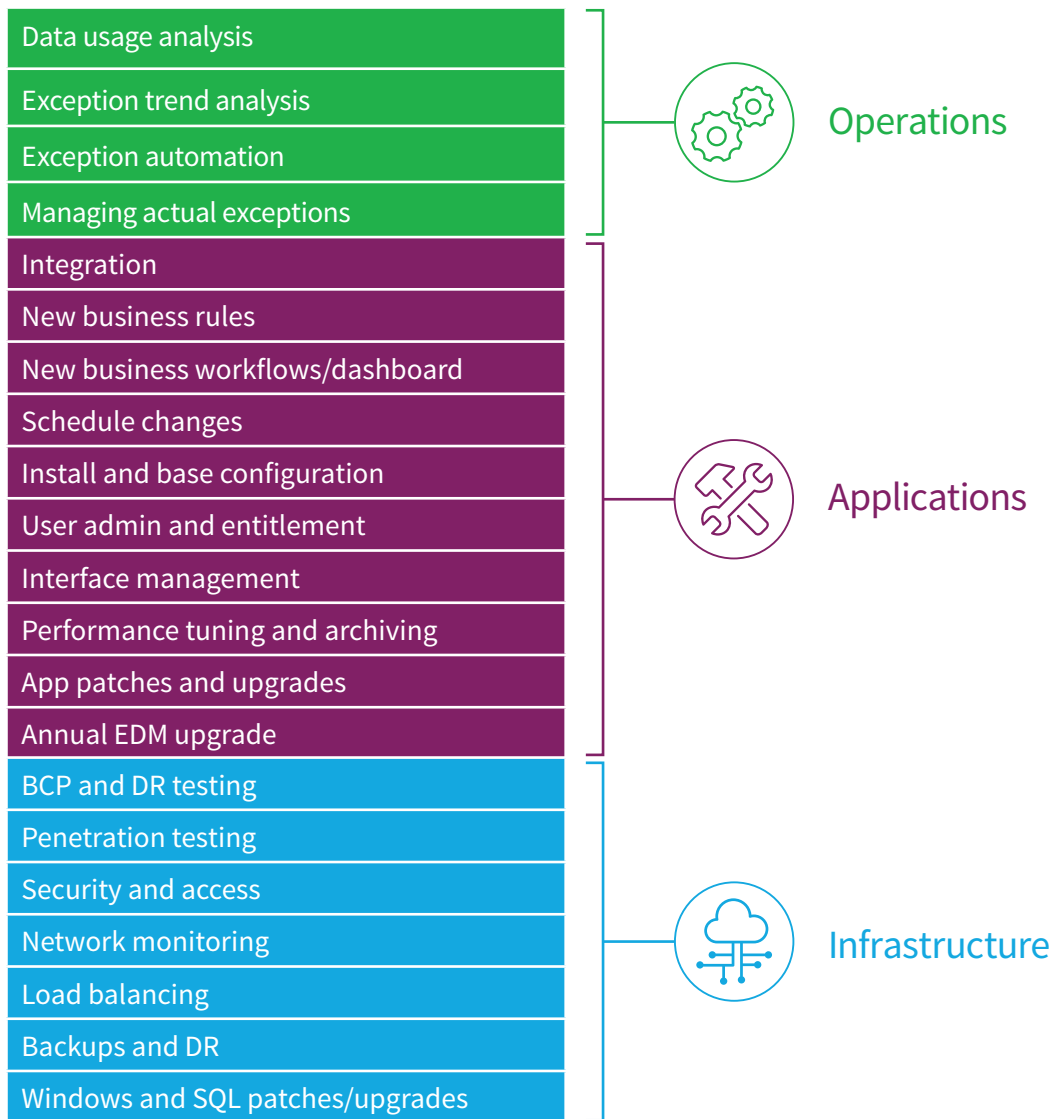 Data usage analysis
Exception trend analysis
Exception automation
Managing actual exceptions
Operations
Integration
New business rules
New business workflows/dashboard
Schedule changes
Install and base configuration
User admin and entitlement
Interface management
Performance tuning and archiving
App patches and upgrades
Annual EDM upgrade
Applications
BCP and DR testing
Penetration testing
Security and access
Network monitoring
Load balancing
Backups and DR
Windows and SQL patches/upgrades
Infrastructure